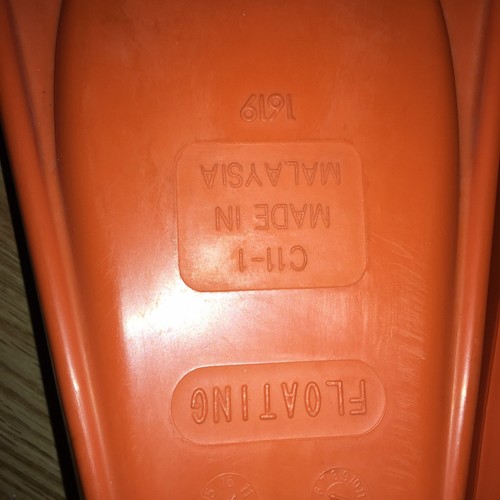 FLOATING
C11-1
MADE IN
MALAYSIA
1619